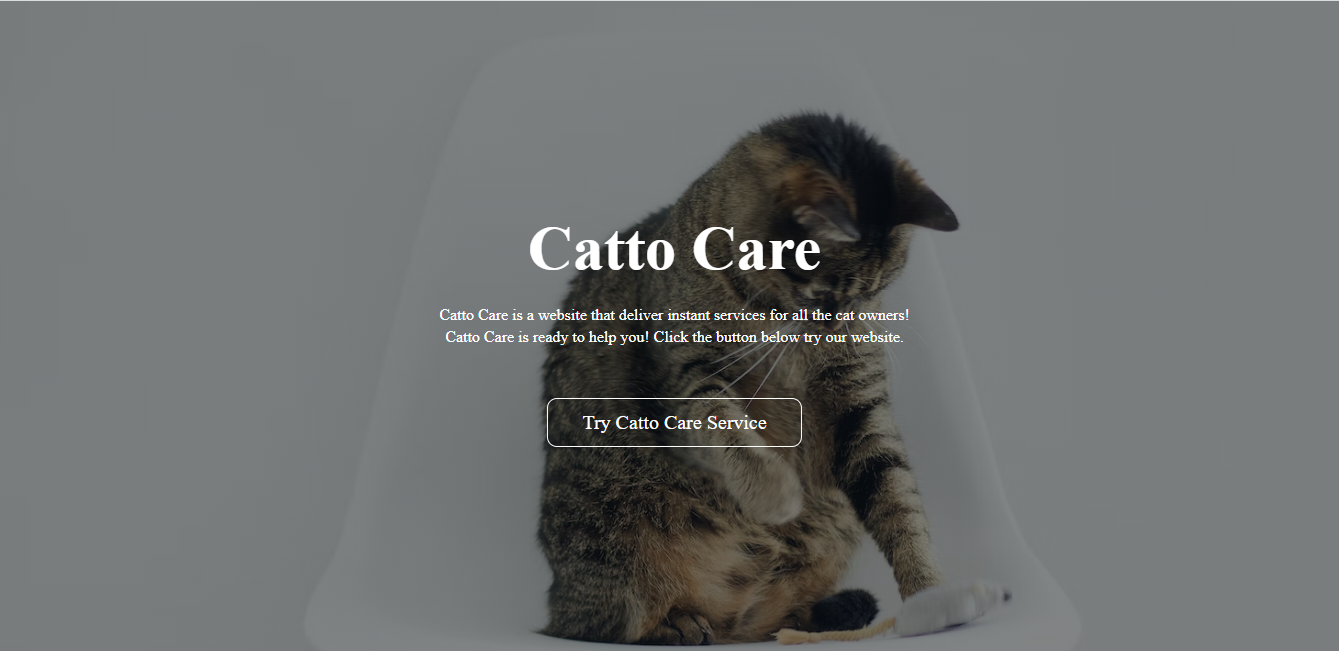 Catto Care
Catto Care is a website that deliver instant services for all the cat owners!
Catto Care is ready to help you! Click the button below try our website.
Try Catto Care Service